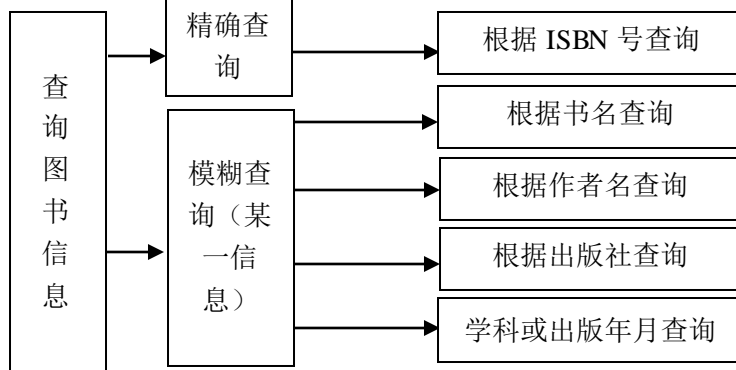 查
询
图
书
信
息
精确查
询
模糊查
询（某
一信
息）
根据 ISBN 号查询
根据书名查询
根据作者名查询
根据出版社查询
学科或出版年月查询